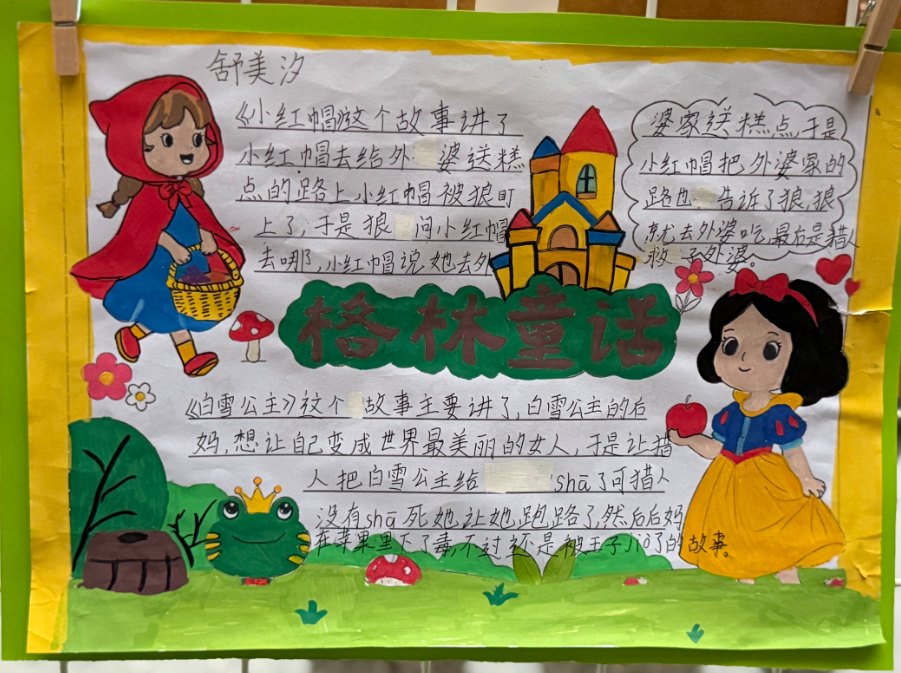 舒美汐
《小红帽》这个故事讲了
小红帽去给外婆送糕
点的路上小红帽被狼盯
上了,于是狼问小红帽
去哪,小红帽说她去外
婆家送糕点于是
小红帽把外婆家的
路也告诉了狼,狼
就去外婆吃,最后是猎人
救了外婆。
格林童话
《白雪公主》这个故事主要讲了,白雪公主的后
妈,想让自己变成世界最美丽的女人,于是让猎
人把白雪公主给shā了可猎人
没有shā死她让她跑路了,然后后妈
在苹果里下了毒,不过还是被王子jiù了的故事。